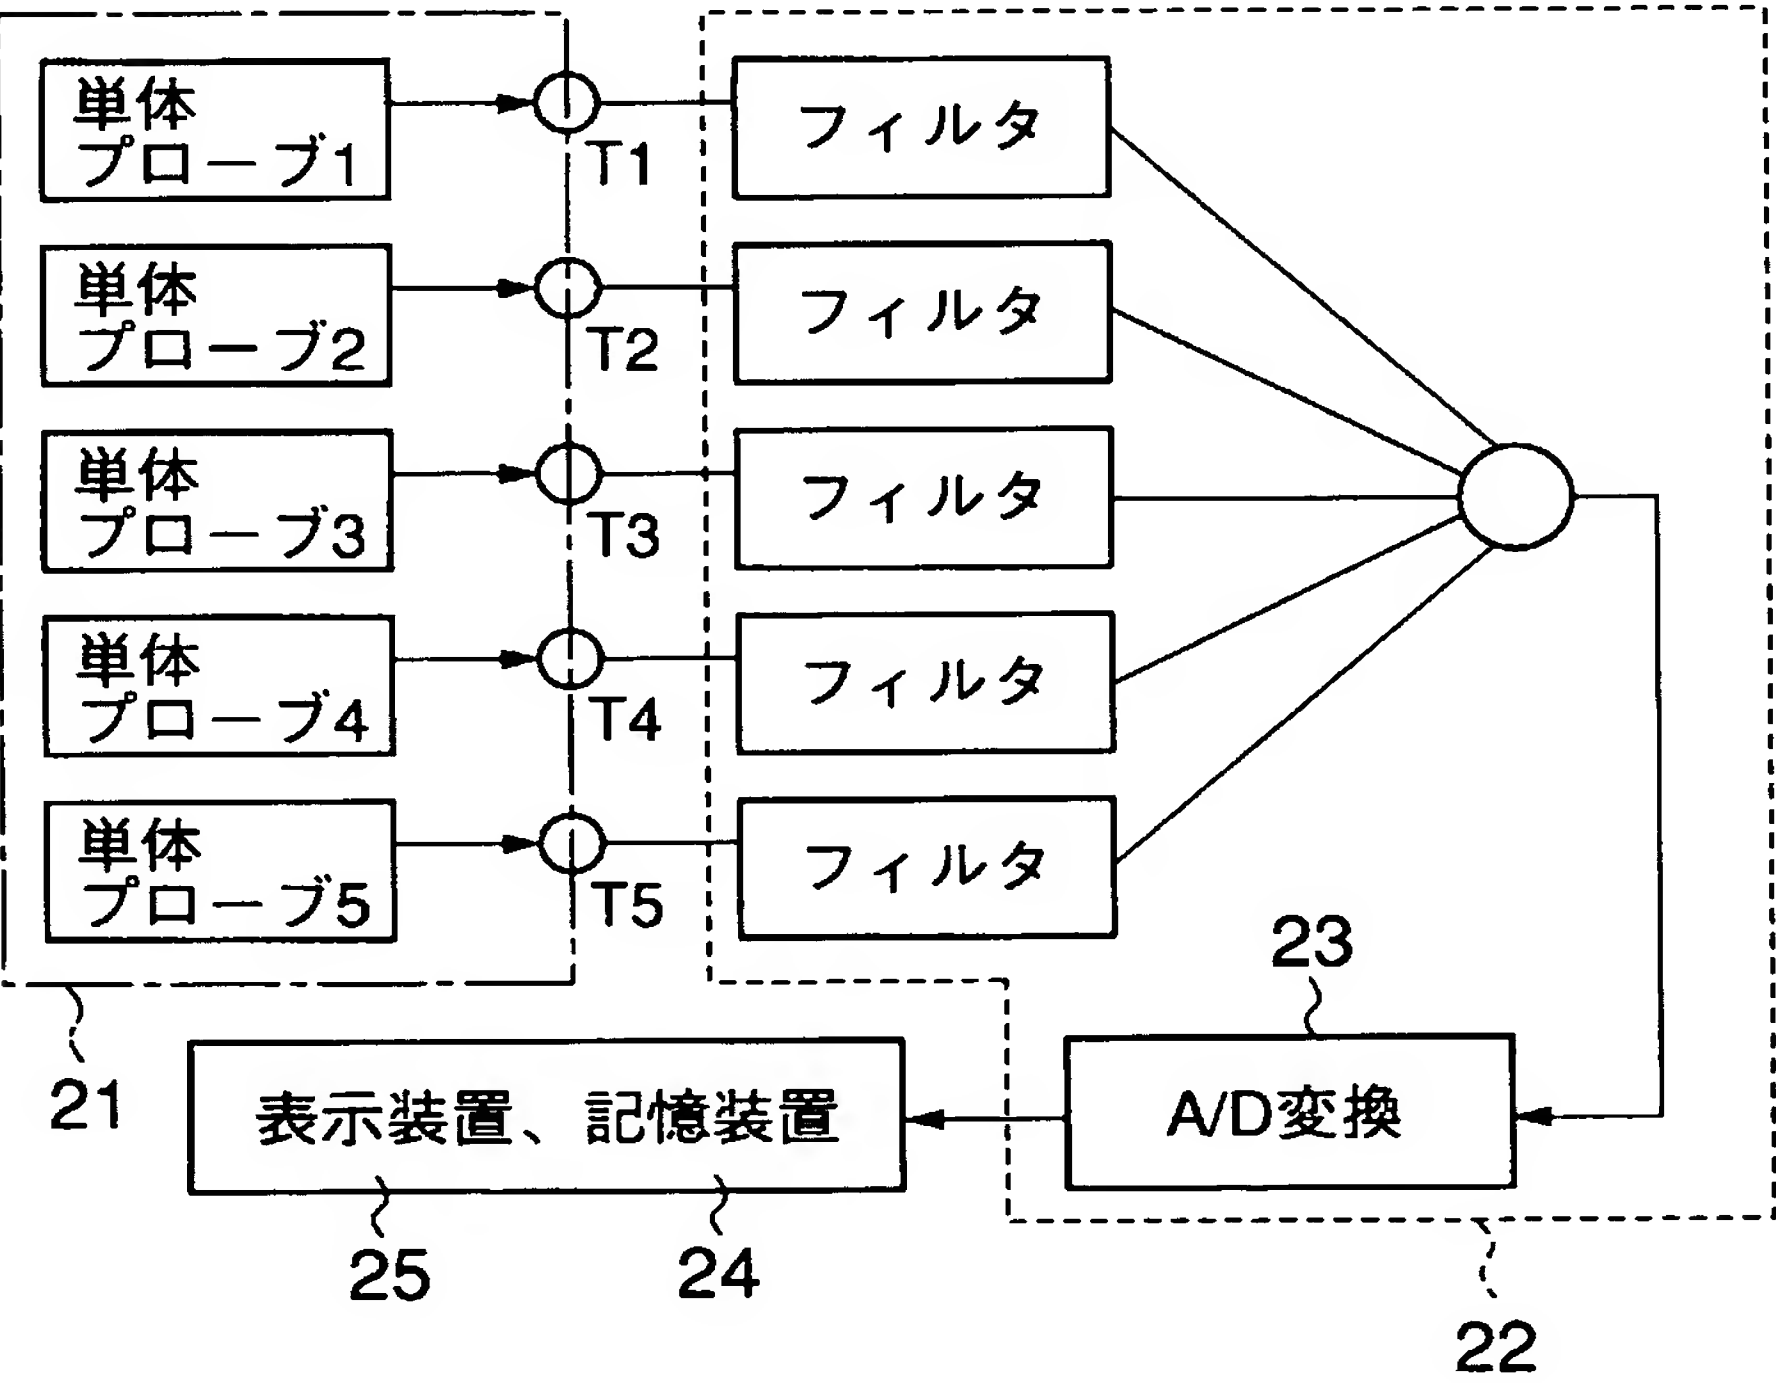 単体
プローブ1
T1
フィルタ
単体
プローブ2
T2
フィルタ
単体
プローブ3
T3
フィルタ
単体
プローブ4
T4
フィルタ
単体
プローブ5
T5
フィルタ
23
21
表示装置、記憶装置
A/D変換
25
24
22